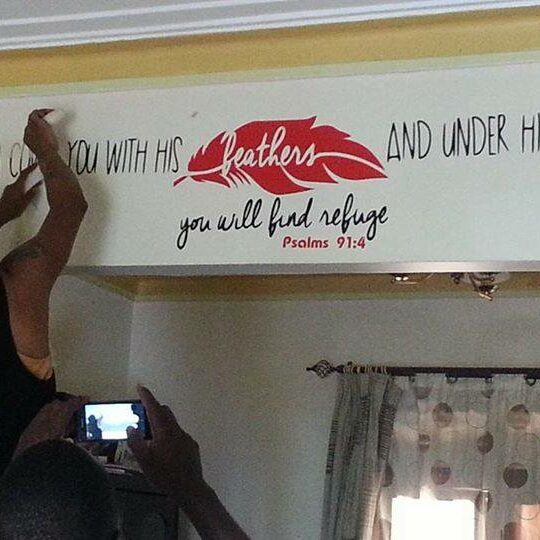 YOU WITH HIS feathers AND UNDER
you will find refuge
Psalms 91:4